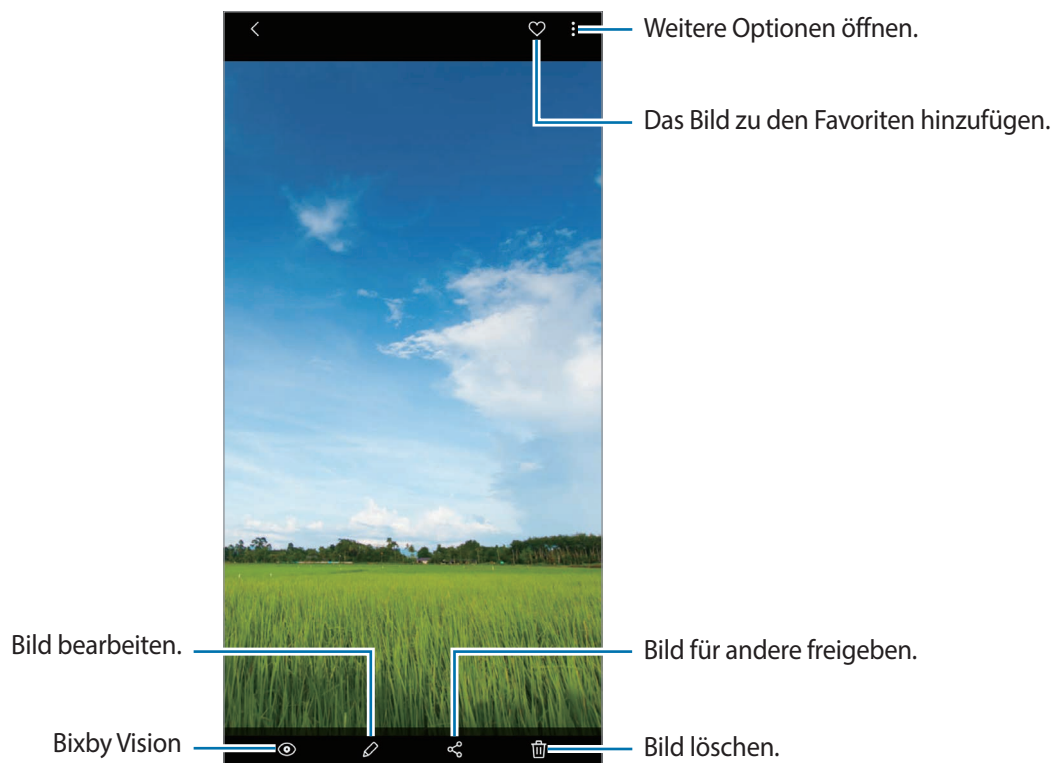 Weitere Optionen öffnen.
Das Bild zu den Favoriten hinzufügen.
Bild bearbeiten.
Bild für andere freigeben.
Bixby Vision
Bild löschen.